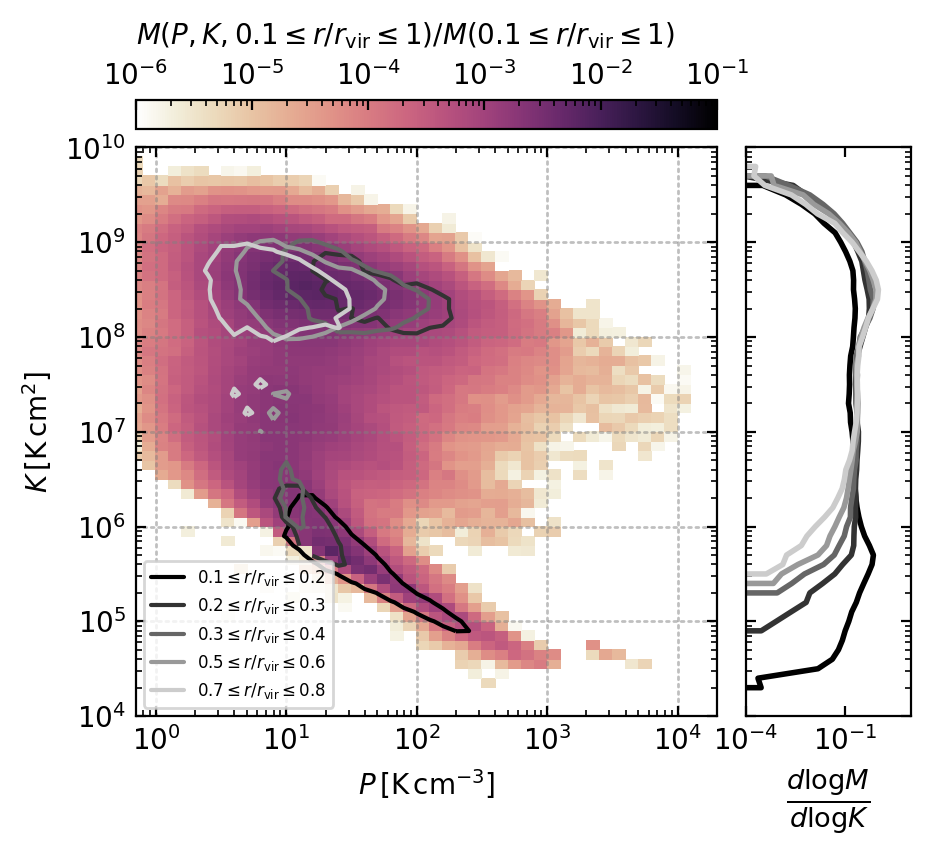 M(P, K, 0.1 ≤ r/r_vir ≤ 1)/M(0.1 ≤ r/r_vir ≤ 1)
10^−6 10^−5 10^−4 10^−3 10^−2 10^−1
10^10
10^9
10^8
10^7
10^6
10^5
10^4
K [K cm^2]
0.1 ≤ r/r_vir ≤ 0.2
0.2 ≤ r/r_vir ≤ 0.3
0.3 ≤ r/r_vir ≤ 0.4
0.5 ≤ r/r_vir ≤ 0.6
0.7 ≤ r/r_vir ≤ 0.8
10^0 10^1 10^2 10^3 10^4 10^−4 10^−1
P [K cm^−3]
dlogM
dlogK